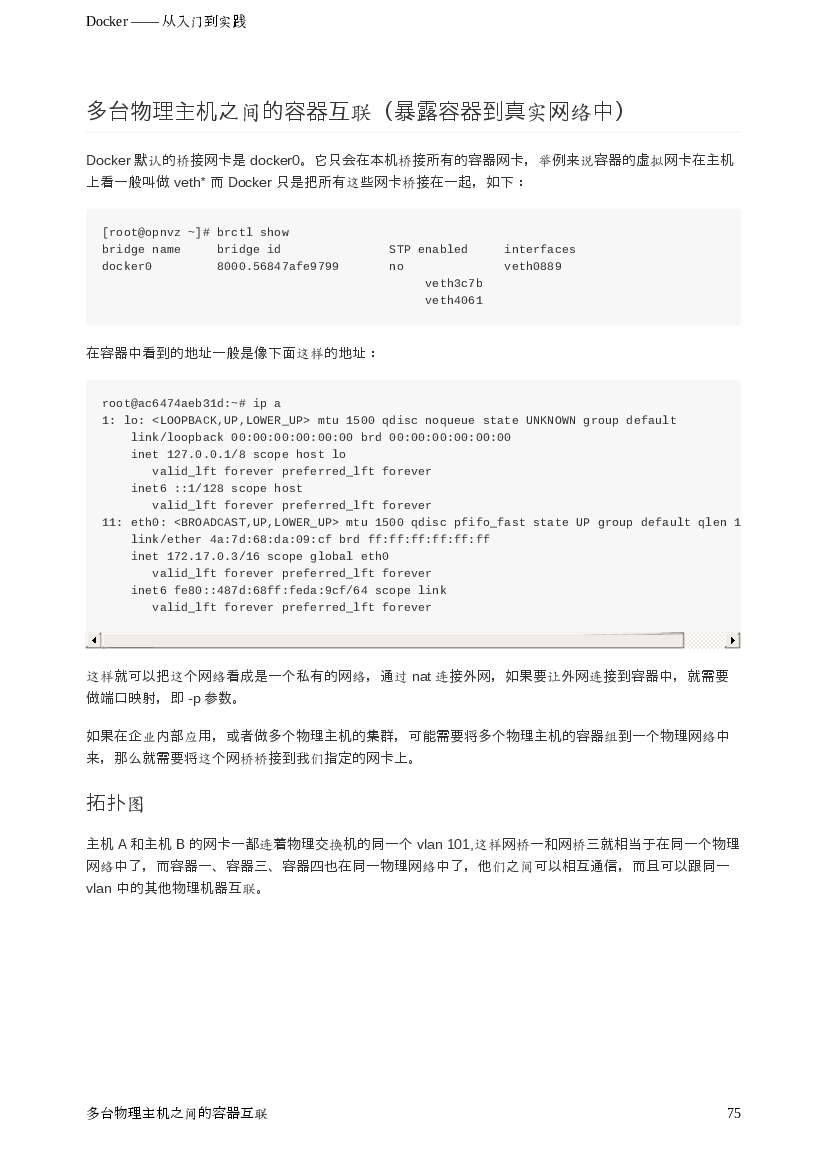 Docker —— 从入门到实践
多台物理主机之间的容器互联（暴露容器到真实网络中）
Docker 默认的桥接网卡是 docker0。它只会在本机桥接所有的容器网卡，举例来说容器的虚拟网卡在主机
上看一般叫做 veth* 而 Docker 只是把所有这些网卡桥接在一起，如下：
[root@opnvz ~]# brctl show
bridge name     bridge id               STP enabled     interfaces
docker0         8000.56847afe9799       no              veth0889
                                             veth3c7b
                                             veth4061
在容器中看到的地址一般是像下面这样的地址：
root@ac6474aeb31d:~# ip a
1: lo: <LOOPBACK,UP,LOWER_UP> mtu 1500 qdisc noqueue state UNKNOWN group default
    link/loopback 00:00:00:00:00:00 brd 00:00:00:00:00:00
    inet 127.0.0.1/8 scope host lo
       valid_lft forever preferred_lft forever
    inet6 ::1/128 scope host
       valid_lft forever preferred_lft forever
11: eth0: <BROADCAST,UP,LOWER_UP> mtu 1500 qdisc pfifo_fast state UP group default qlen 1
    link/ether 4a:7d:68:da:09:cf brd ff:ff:ff:ff:ff:ff
    inet 172.17.0.3/16 scope global eth0
       valid_lft forever preferred_lft forever
    inet6 fe80::487d:68ff:feda:9cf/64 scope link
       valid_lft forever preferred_lft forever
这样就可以把这个网络看成是一个私有的网络，通过 nat 连接外网，如果要让外网连接到容器中，就需要
做端口映射，即 -p 参数。
如果在企业内部应用，或者做多个物理主机的集群，可能需要将多个物理主机的容器组到一个物理网络中
来，那么就需要将这个网桥桥接到我们指定的网卡上。
拓扑图
主机 A 和主机 B 的网卡一都连着物理交换机的同一个 vlan 101,这样网桥一和网桥三就相当于在同一个物理
网络中了，而容器一、容器三、容器四也在同一物理网络中了，他们之间可以相互通信，而且可以跟同一
vlan 中的其他物理机器互联。
多台物理主机之间的容器互联
75